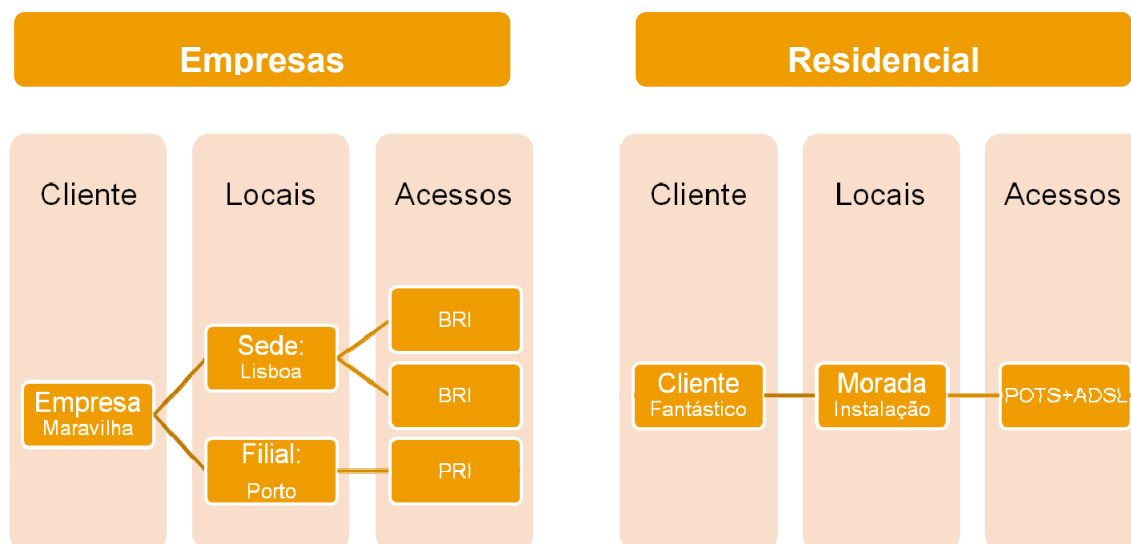 Empresas
Cliente
Locais
Acessos
Empresa
Maravilha
Sede:
Lisboa
Filial:
Porto
BRI
BRI
PRI
Residencial
Cliente
Locais
Acessos
Cliente
Fantástico
Morada
Instalação
POTS+ADSL